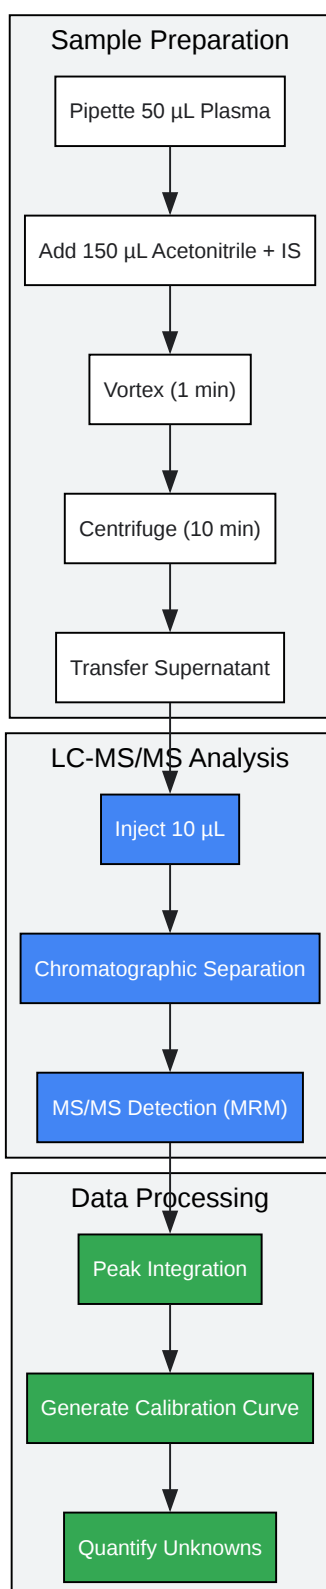 Sample Preparation
Pipette 50 µL Plasma
Add 150 µL Acetonitrile + IS
Vortex (1 min)
Centrifuge (10 min)
Transfer Supernatant
LC-MS/MS Analysis
Inject 10 µL
Chromatographic Separation
MS/MS Detection (MRM)
Data Processing
Peak Integration
Generate Calibration Curve
Quantify Unknowns